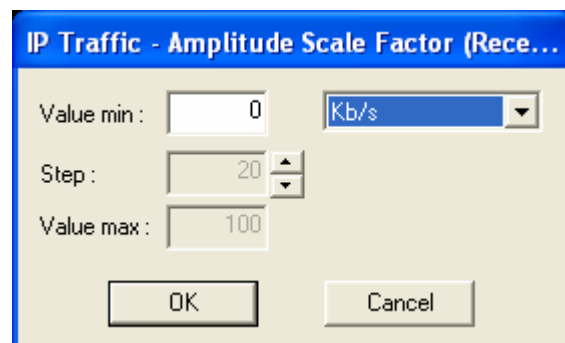 IP Traffic - Amplitude Scale Factor (Rece...
Value min : 0 Kb/s
Step : 20
Value max : 100
OK Cancel